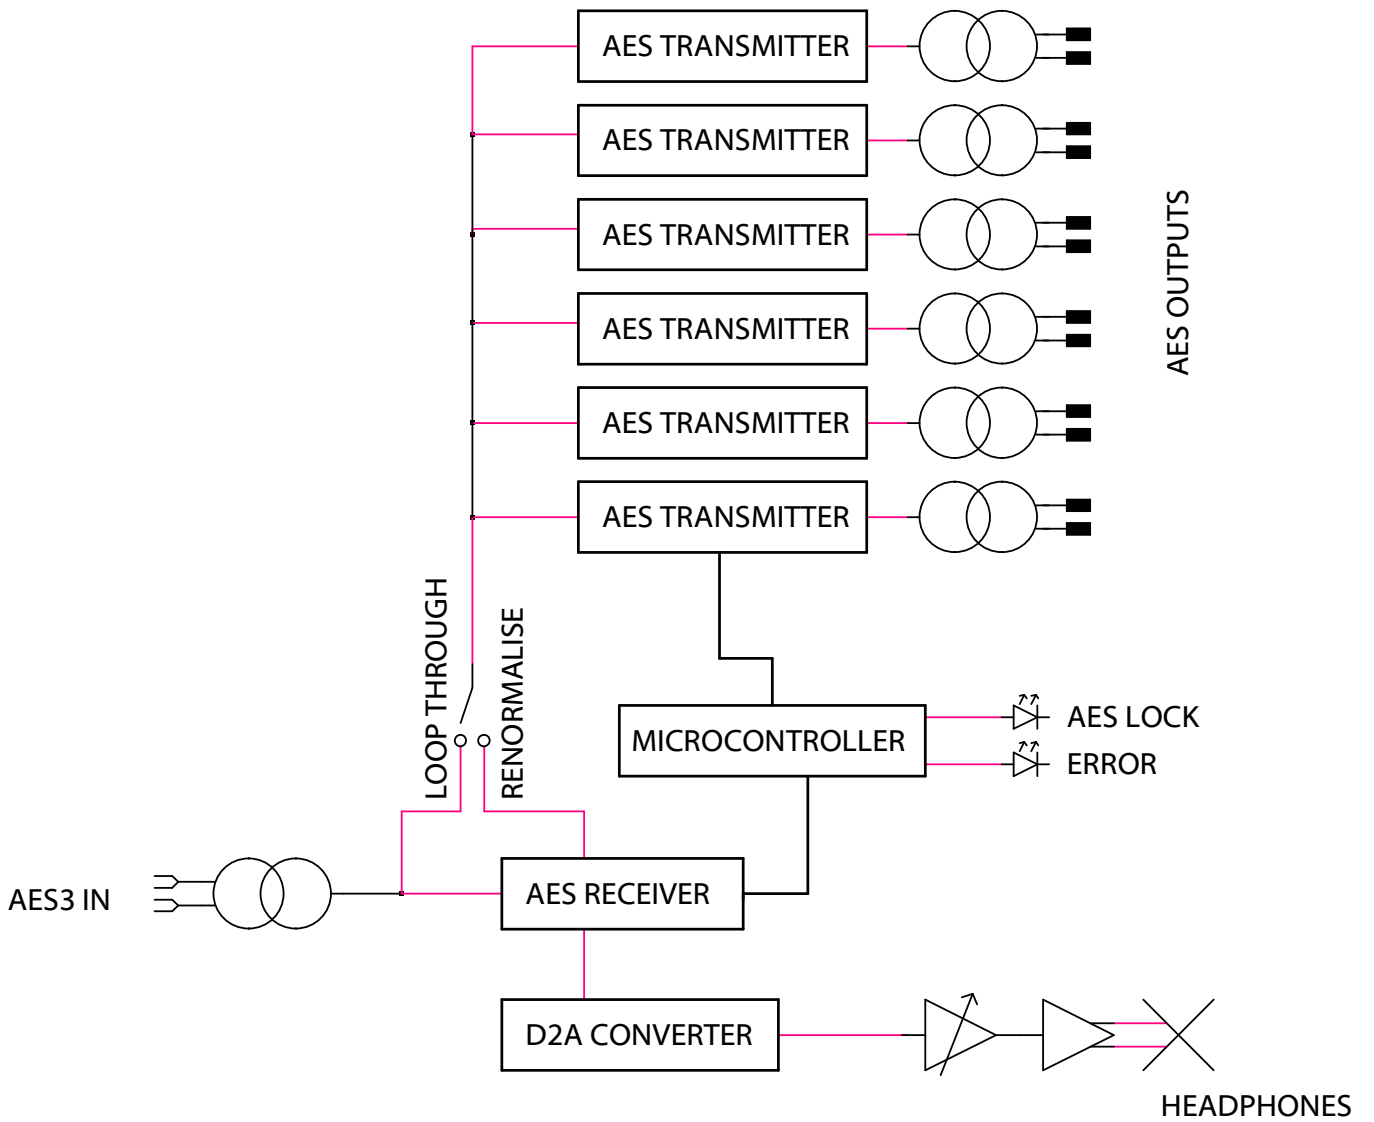 AES TRANSMITTER
AES TRANSMITTER
AES TRANSMITTER
AES TRANSMITTER
AES TRANSMITTER
AES TRANSMITTER
AES OUTPUTS
LOOP THROUGH
RENORMALISE
MICROCONTROLLER
AES LOCK
ERROR
AES3 IN
AES RECEIVER
D2A CONVERTER
HEADPHONES